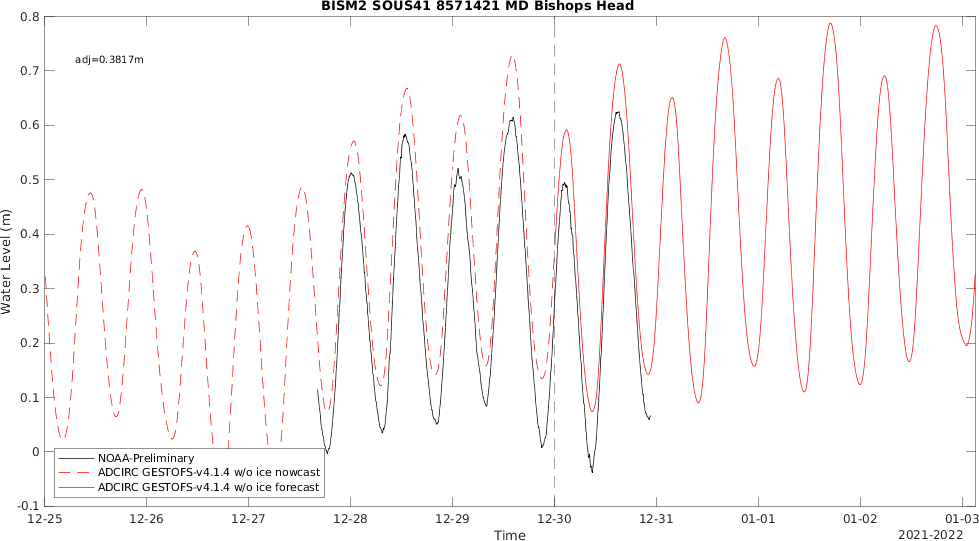 BISM2 SOUS41 8571421 MD Bishops Head
0.8
adj=0.3817m
0.7
0.6
0.5
0.4
0.3
0.2
0.1
0
-0.1
Water Level (m)
NOAA-Preliminary
ADCIRC GESTOFS-v4.1.4 w/o ice nowcast
ADCIRC GESTOFS-v4.1.4 w/o ice forecast
12-25 12-26 12-27 12-28 12-29 12-30 12-31 01-01 01-02 01-03
Time
2021-2022